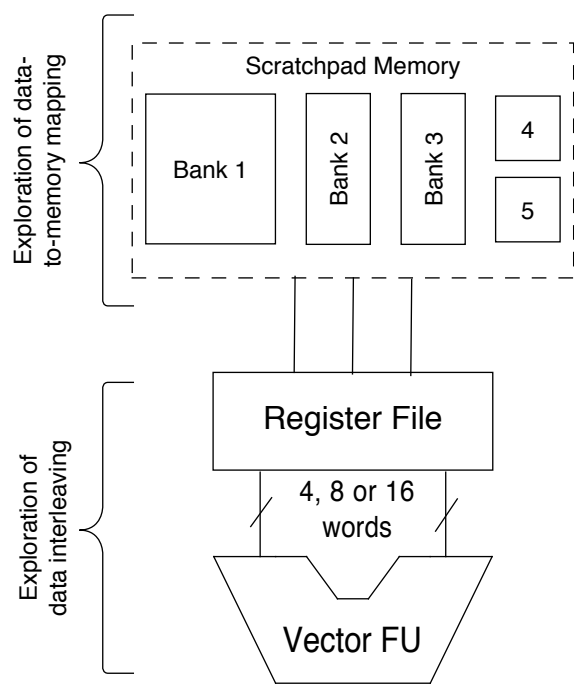 Exploration of data-
to-memory mapping
Scratchpad Memory
Bank 1
Bank 2
Bank 3
4
5
Register File
Exploration of
data interleaving
4, 8 or 16
words
Vector FU